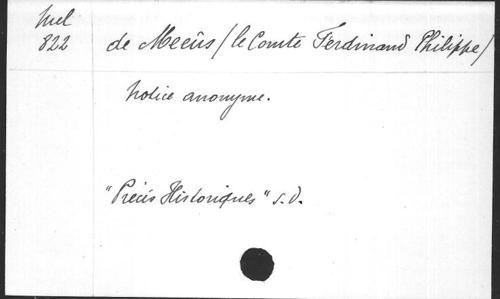 Mel
822 de Meeûs / le Comte Ferdinand Philippe /
Notice anonyme.
"Précis Historiques" s.d.